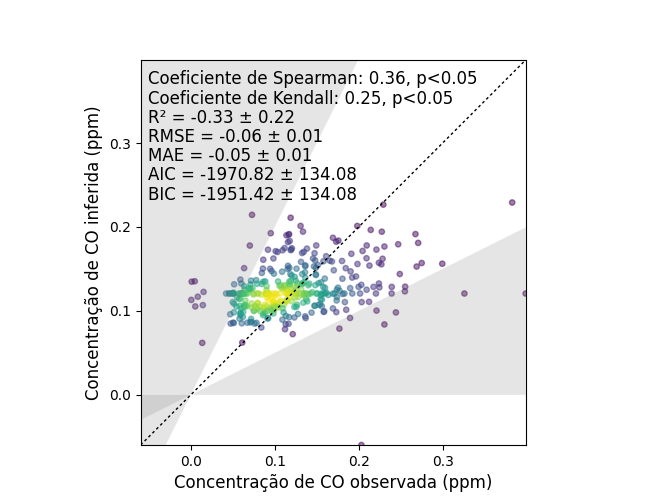 Coeficiente de Spearman: 0.36, p<0.05
Coeficiente de Kendall: 0.25, p<0.05
R² = -0.33 ± 0.22
RMSE = -0.06 ± 0.01
MAE = -0.05 ± 0.01
AIC = -1970.82 ± 134.08
BIC = -1951.42 ± 134.08
Concentração de CO inferida (ppm)
0.3
0.2
0.1
0.0
0.0 0.1 0.2 0.3
Concentração de CO observada (ppm)